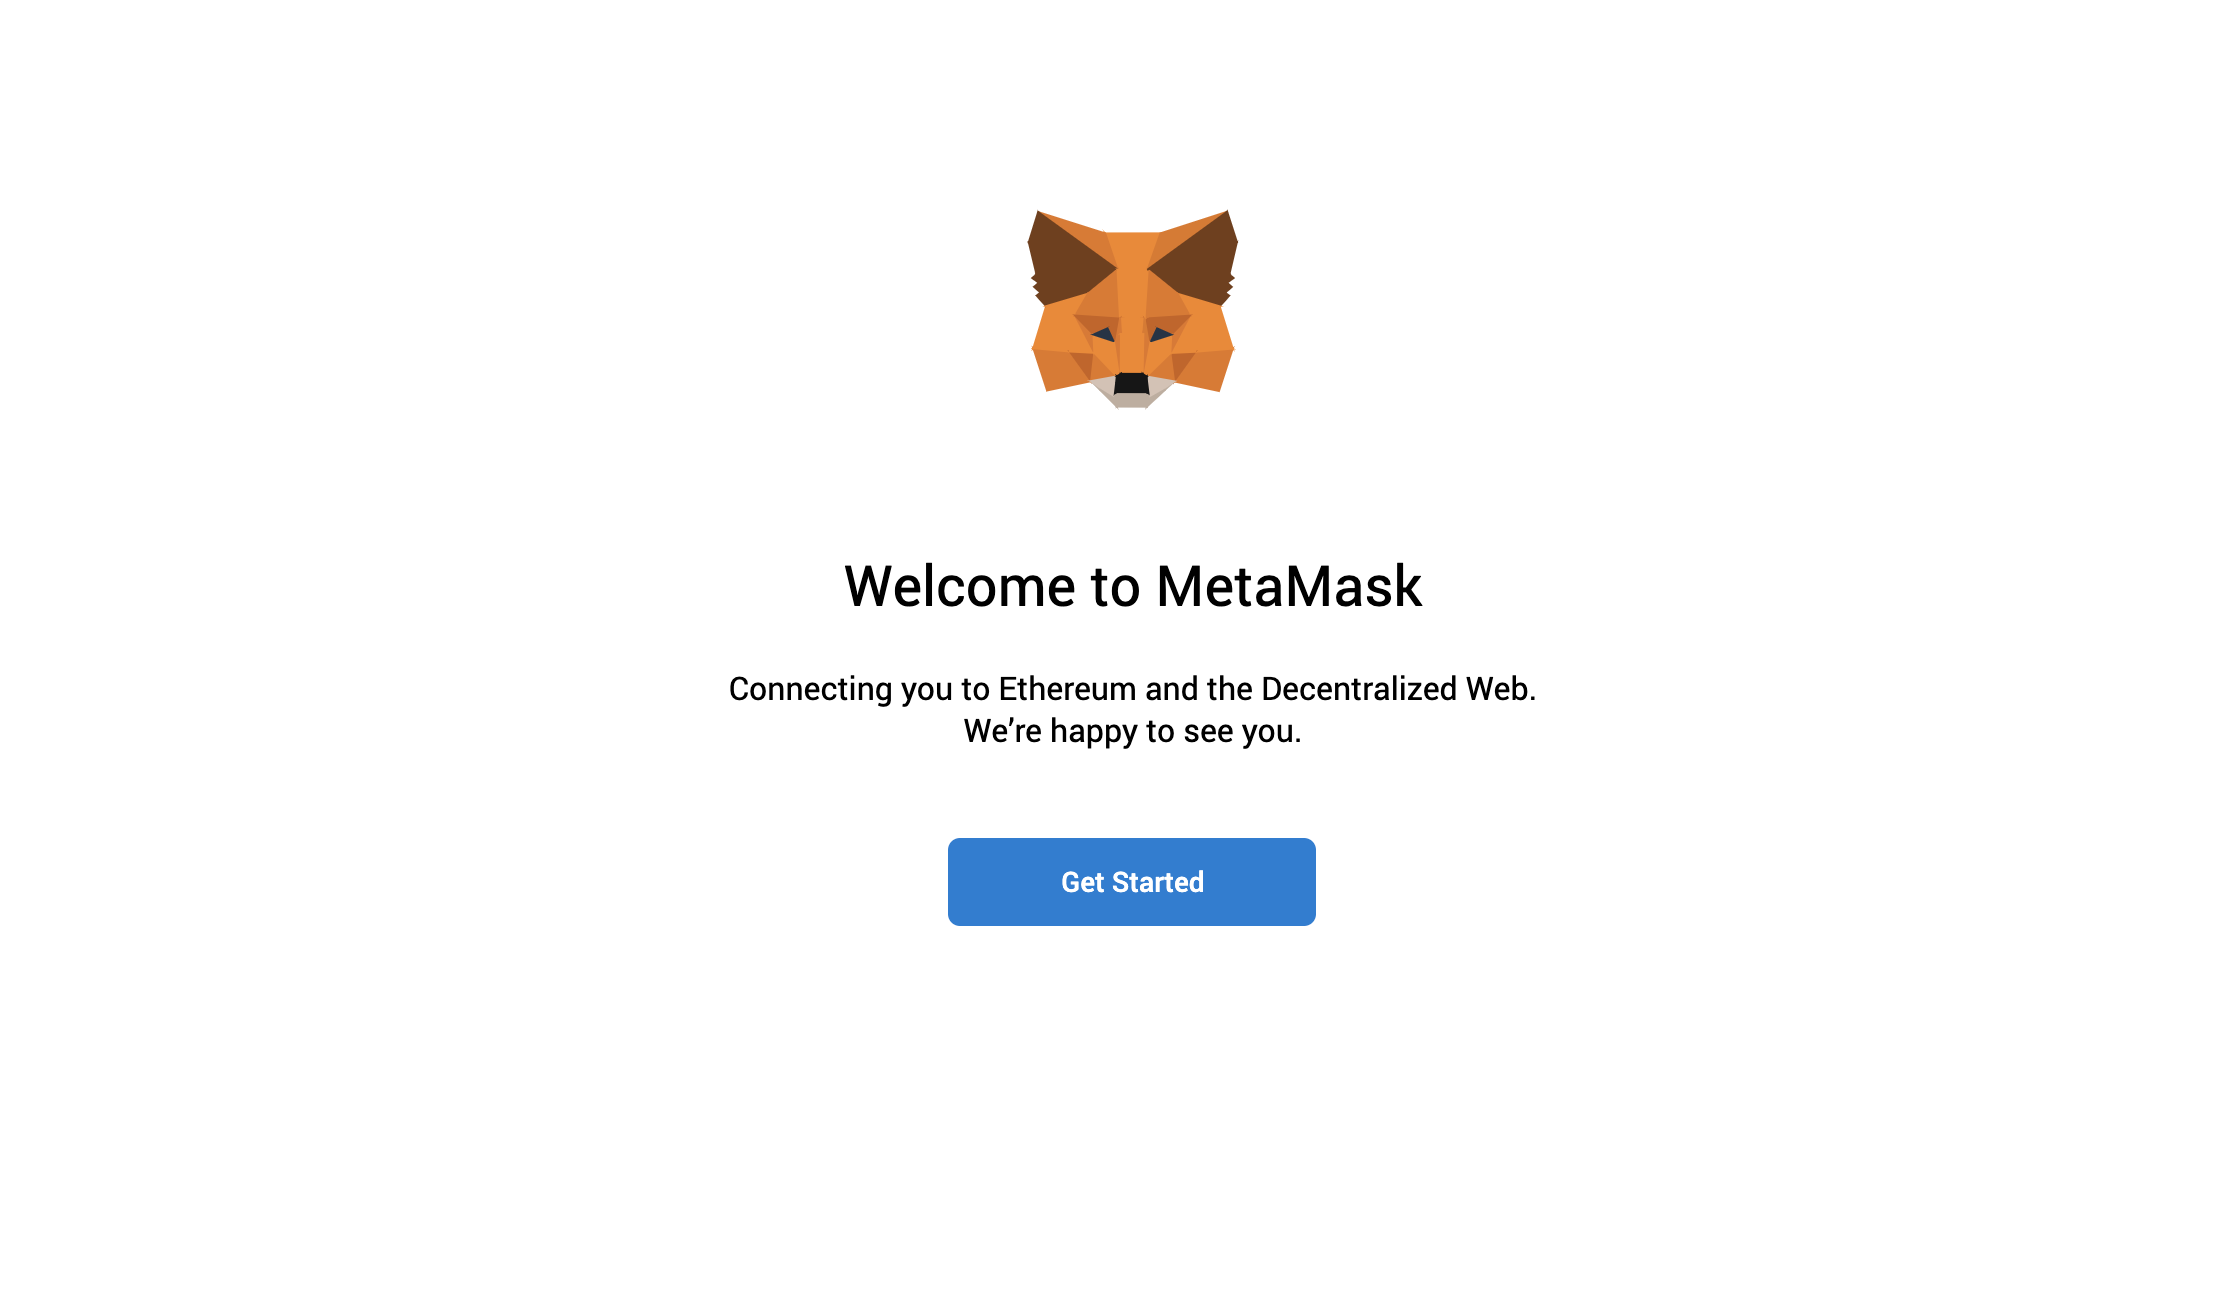 Welcome to MetaMask
Connecting you to Ethereum and the Decentralized Web.
We’re happy to see you.
Get Started